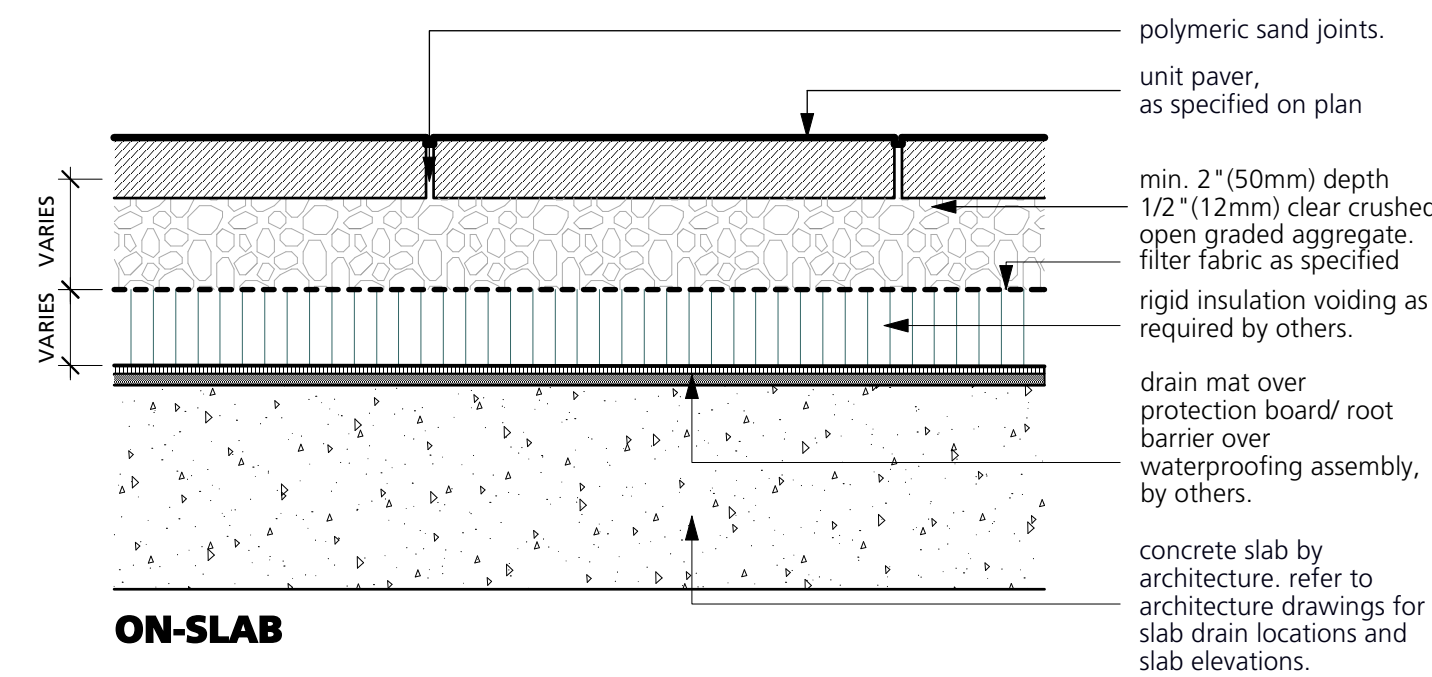 polymeric sand joints.
unit paver,
as specified on plan
min. 2"(50mm) depth
1/2"(12mm) clear crushed
open graded aggregate.
filter fabric as specified
rigid insulation voiding as
required by others.
drain mat over
protection board/ root
barrier over
waterproofing assembly,
by others.
concrete slab by
architecture. refer to
architecture drawings for
slab drain locations and
slab elevations.
VARIES
VARIES
ON-SLAB